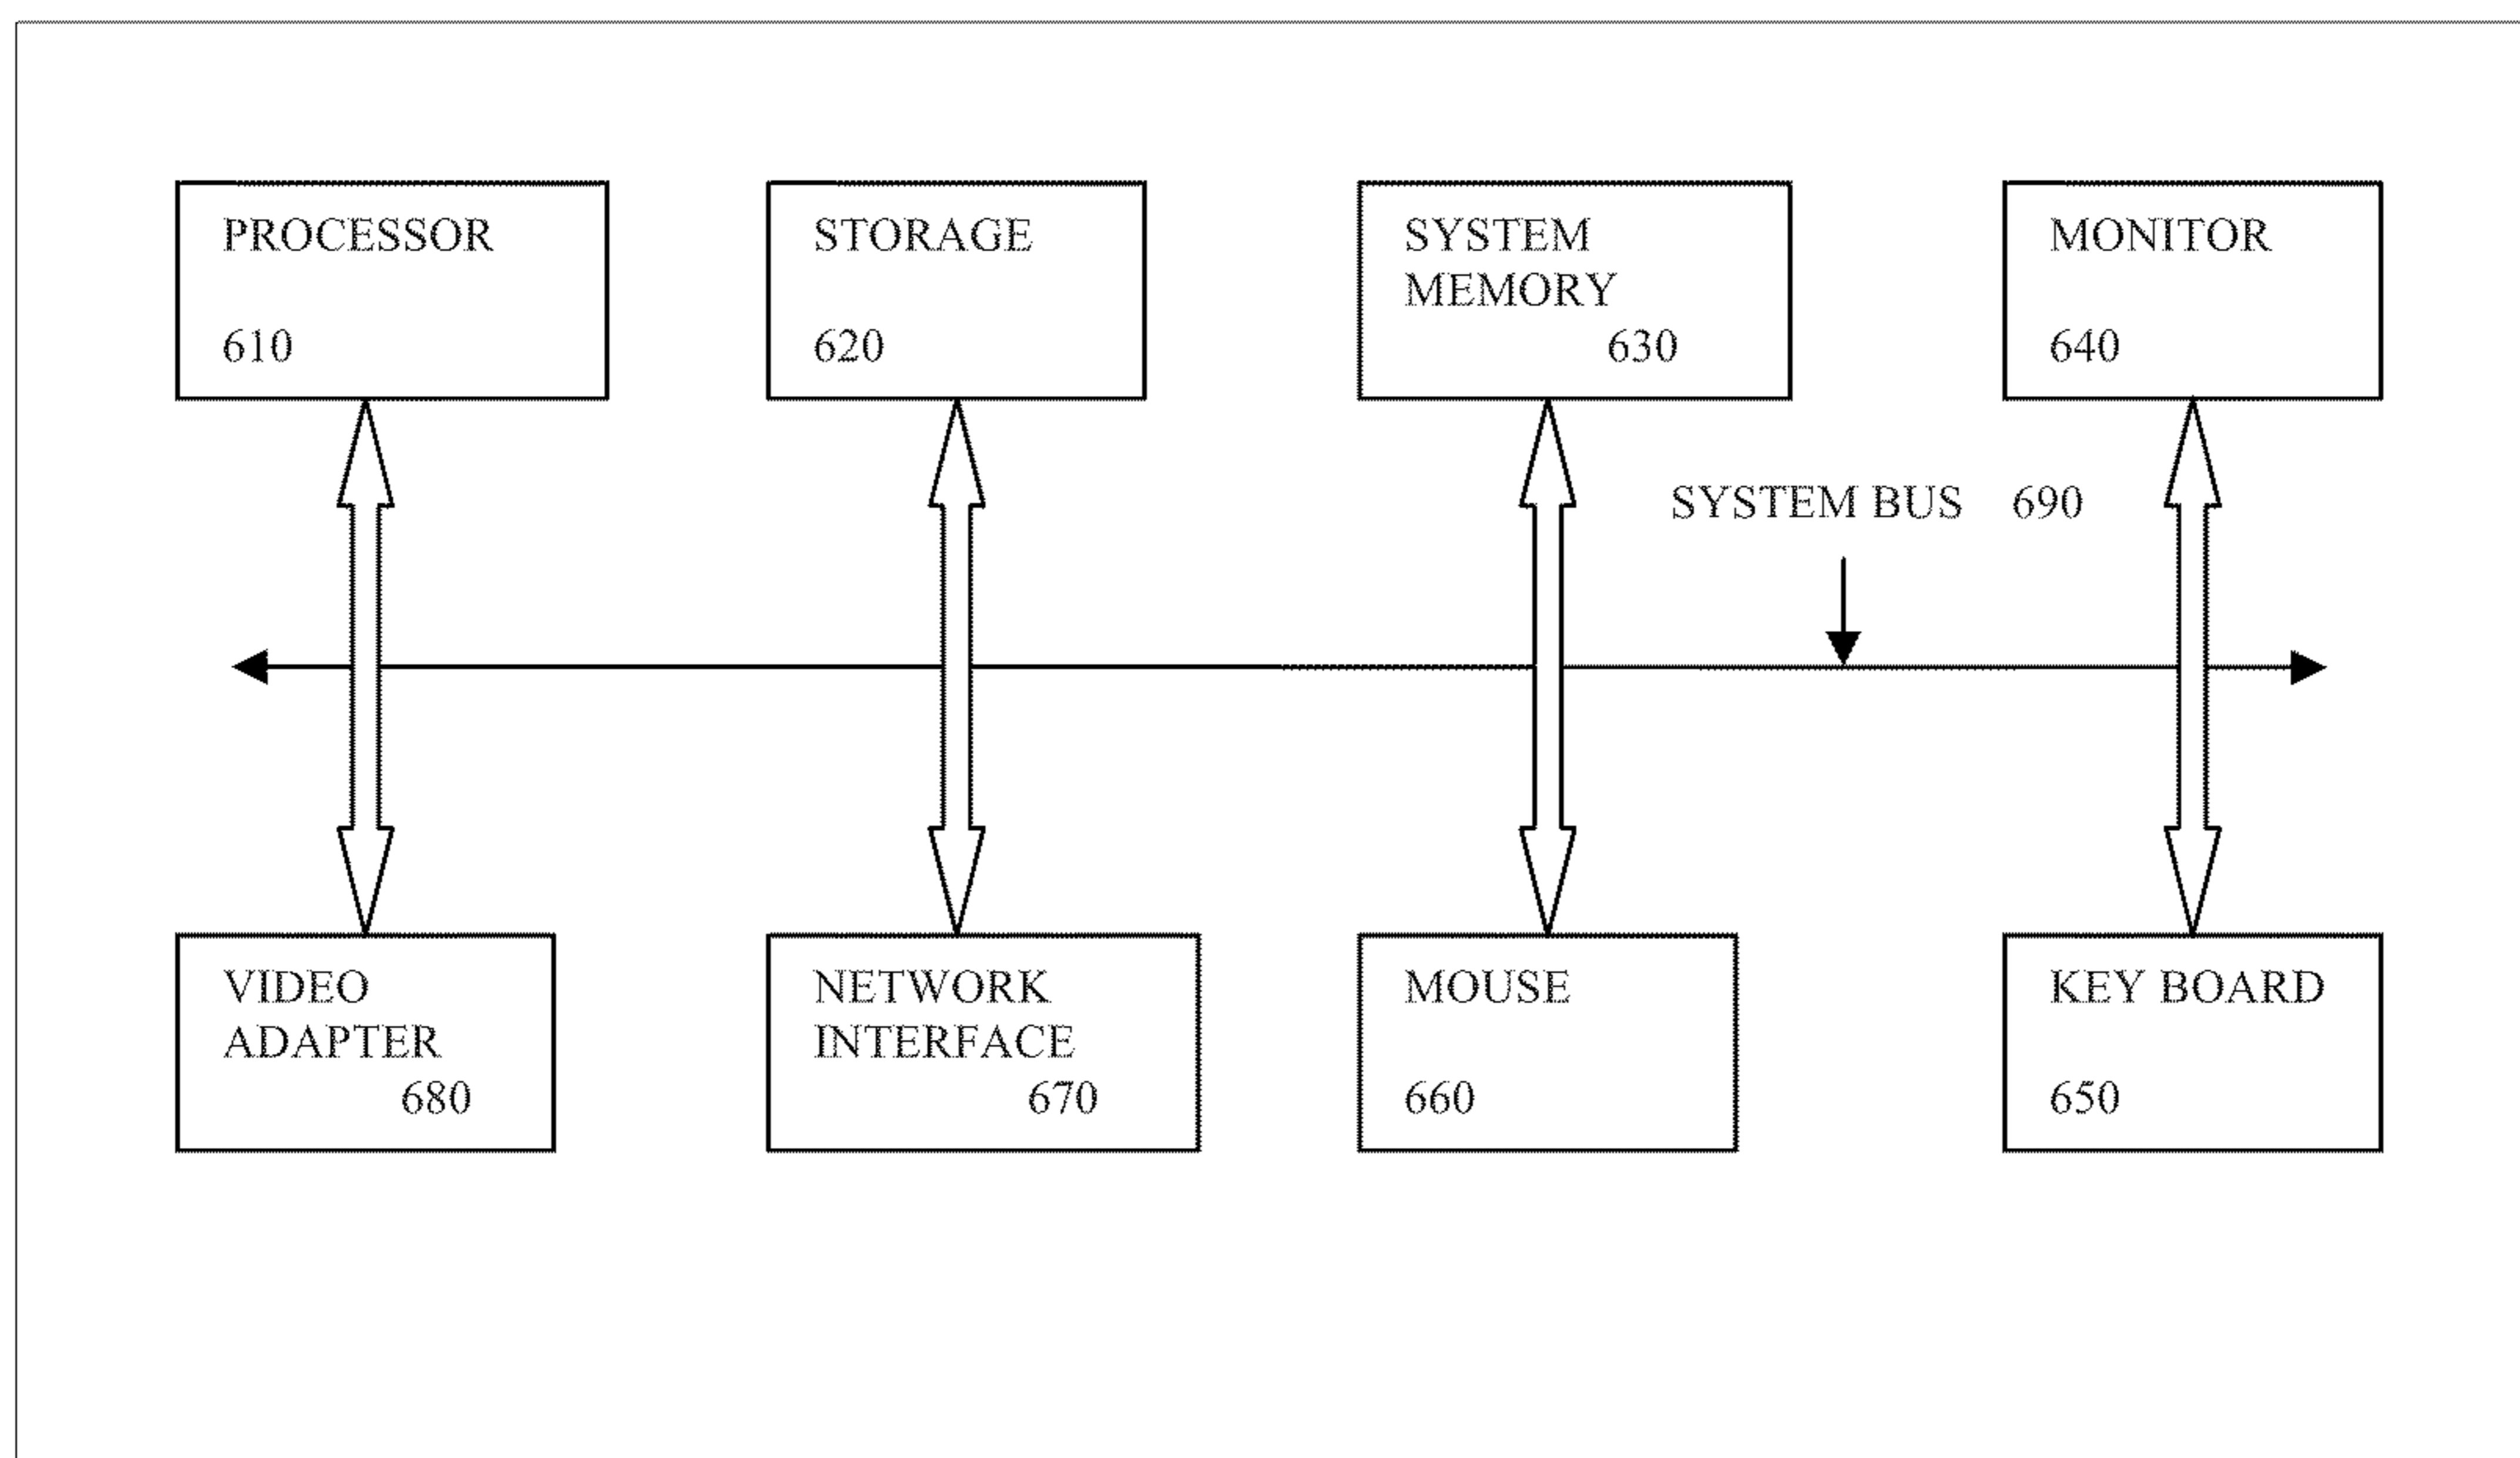 PROCESSOR
610
STORAGE
620
SYSTEM
MEMORY
630
MONITOR
640
SYSTEM BUS 690
VIDEO
ADAPTER
680
NETWORK
INTERFACE
670
MOUSE
660
KEY BOARD
650